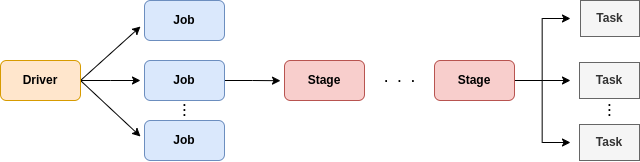 Job
Task
Driver
Job
Stage
. . .
Stage
Task
Job
Task